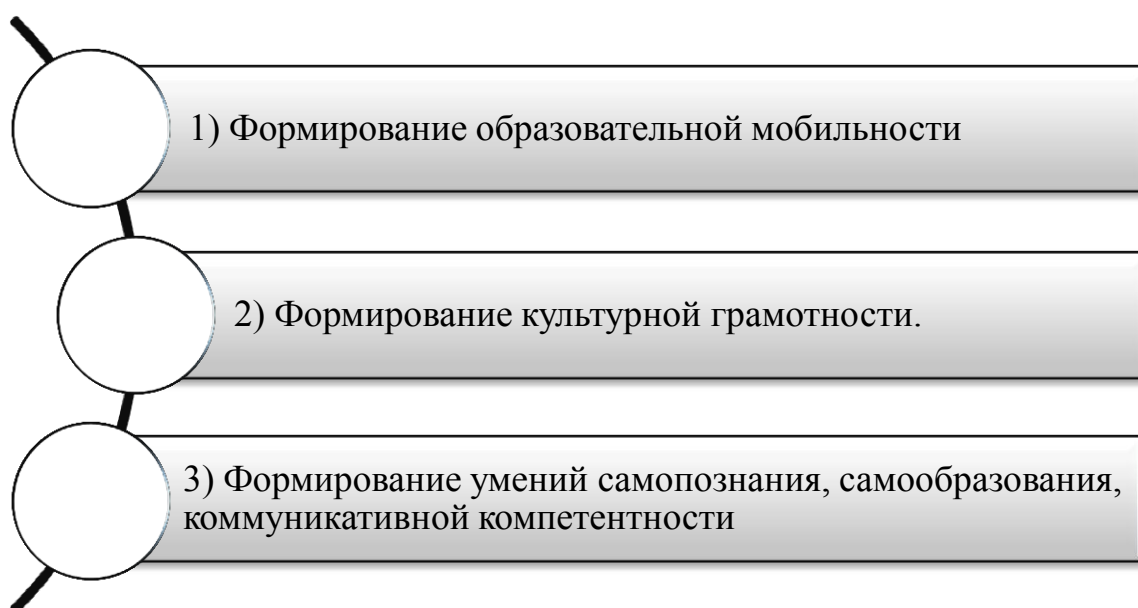 1) Формирование образовательной мобильности
2) Формирование культурной грамотности.
3) Формирование умений самопознания, самообразования,
коммуникативной компетентности